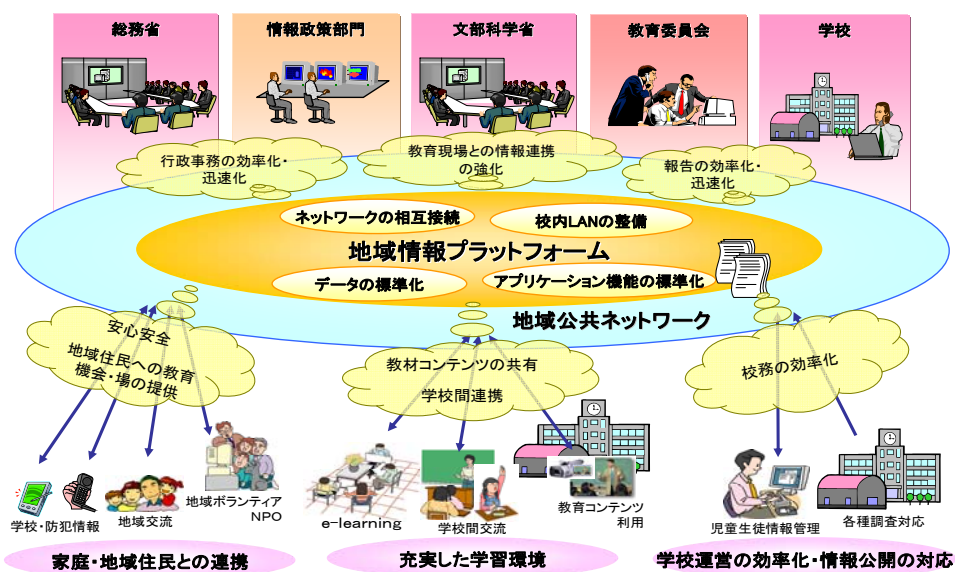 総務省
情報政策部門
文部科学省
教育委員会
学校
行政事務の効率化・
迅速化
教育現場との情報連携
の強化
報告の効率化・
迅速化
ネットワークの相互接続
校内LANの整備
地域情報プラットフォーム
データの標準化
アプリケーション機能の標準化
地域公共ネットワーク
安心安全
地域住民への教育
機会・場の提供
教材コンテンツの共有
学校間連携
校務の効率化
学校・防犯情報
地域交流
地域ボランティア
NPO
e-learning
学校間交流
教育コンテンツ
利用
児童生徒情報管理
各種調査対応
家庭・地域住民との連携
充実した学習環境
学校運営の効率化・情報公開の対応